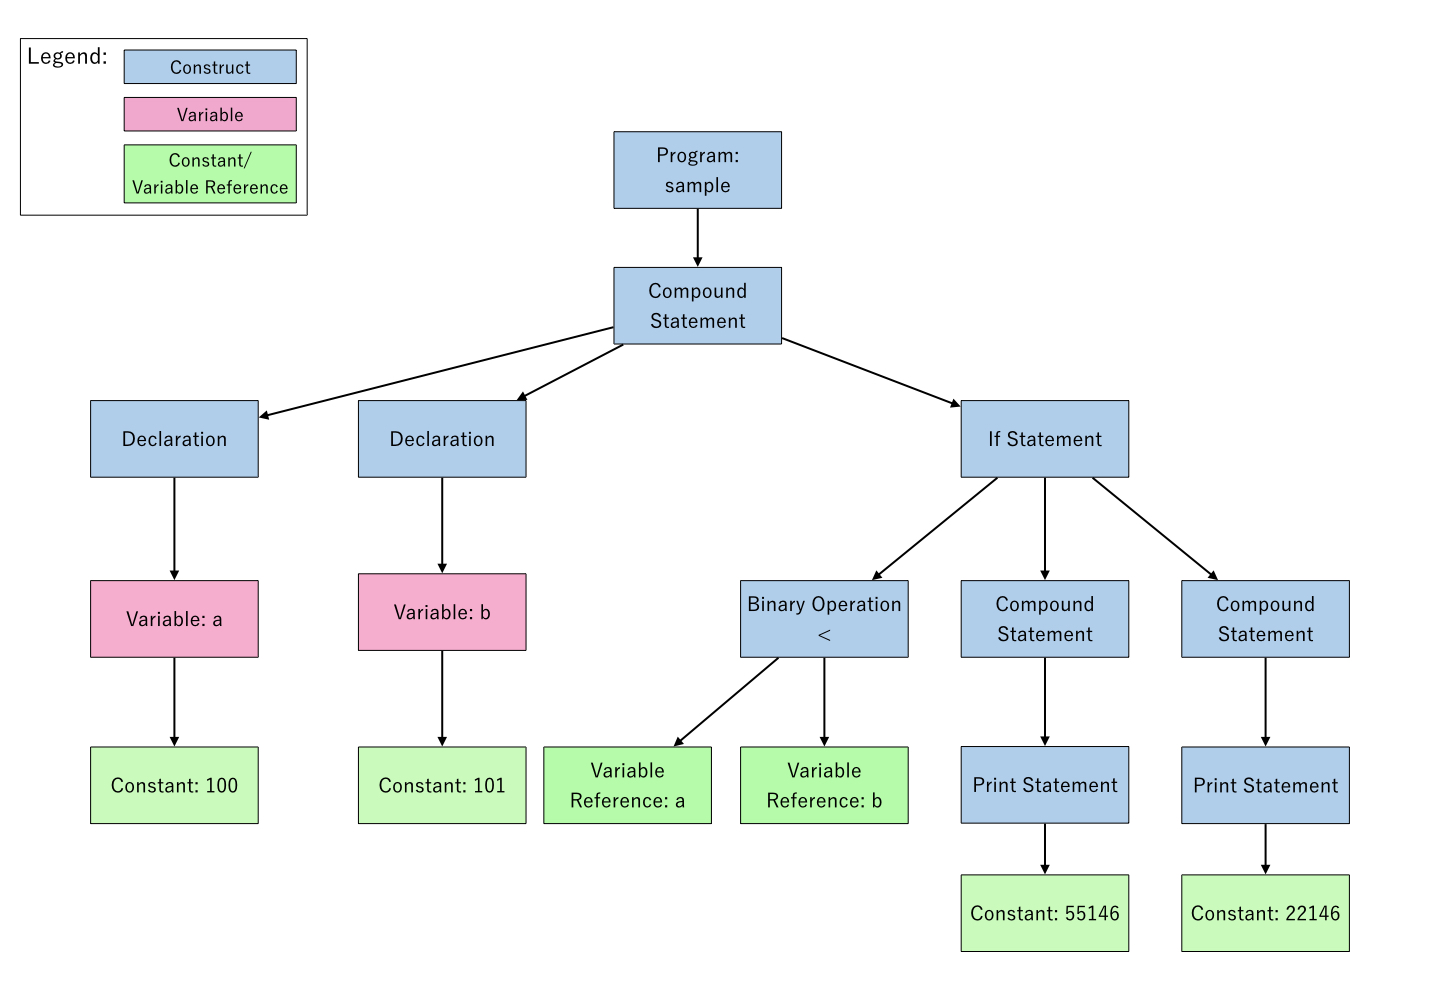 Legend:
Construct
Variable
Constant/
Variable Reference
Program:
sample
Compound
Statement
Declaration
Declaration
If Statement
Variable: a
Variable: b
Binary Operation
<
Compound
Statement
Compound
Statement
Constant: 100
Constant: 101
Variable
Reference: a
Variable
Reference: b
Print Statement
Print Statement
Constant: 55146
Constant: 22146